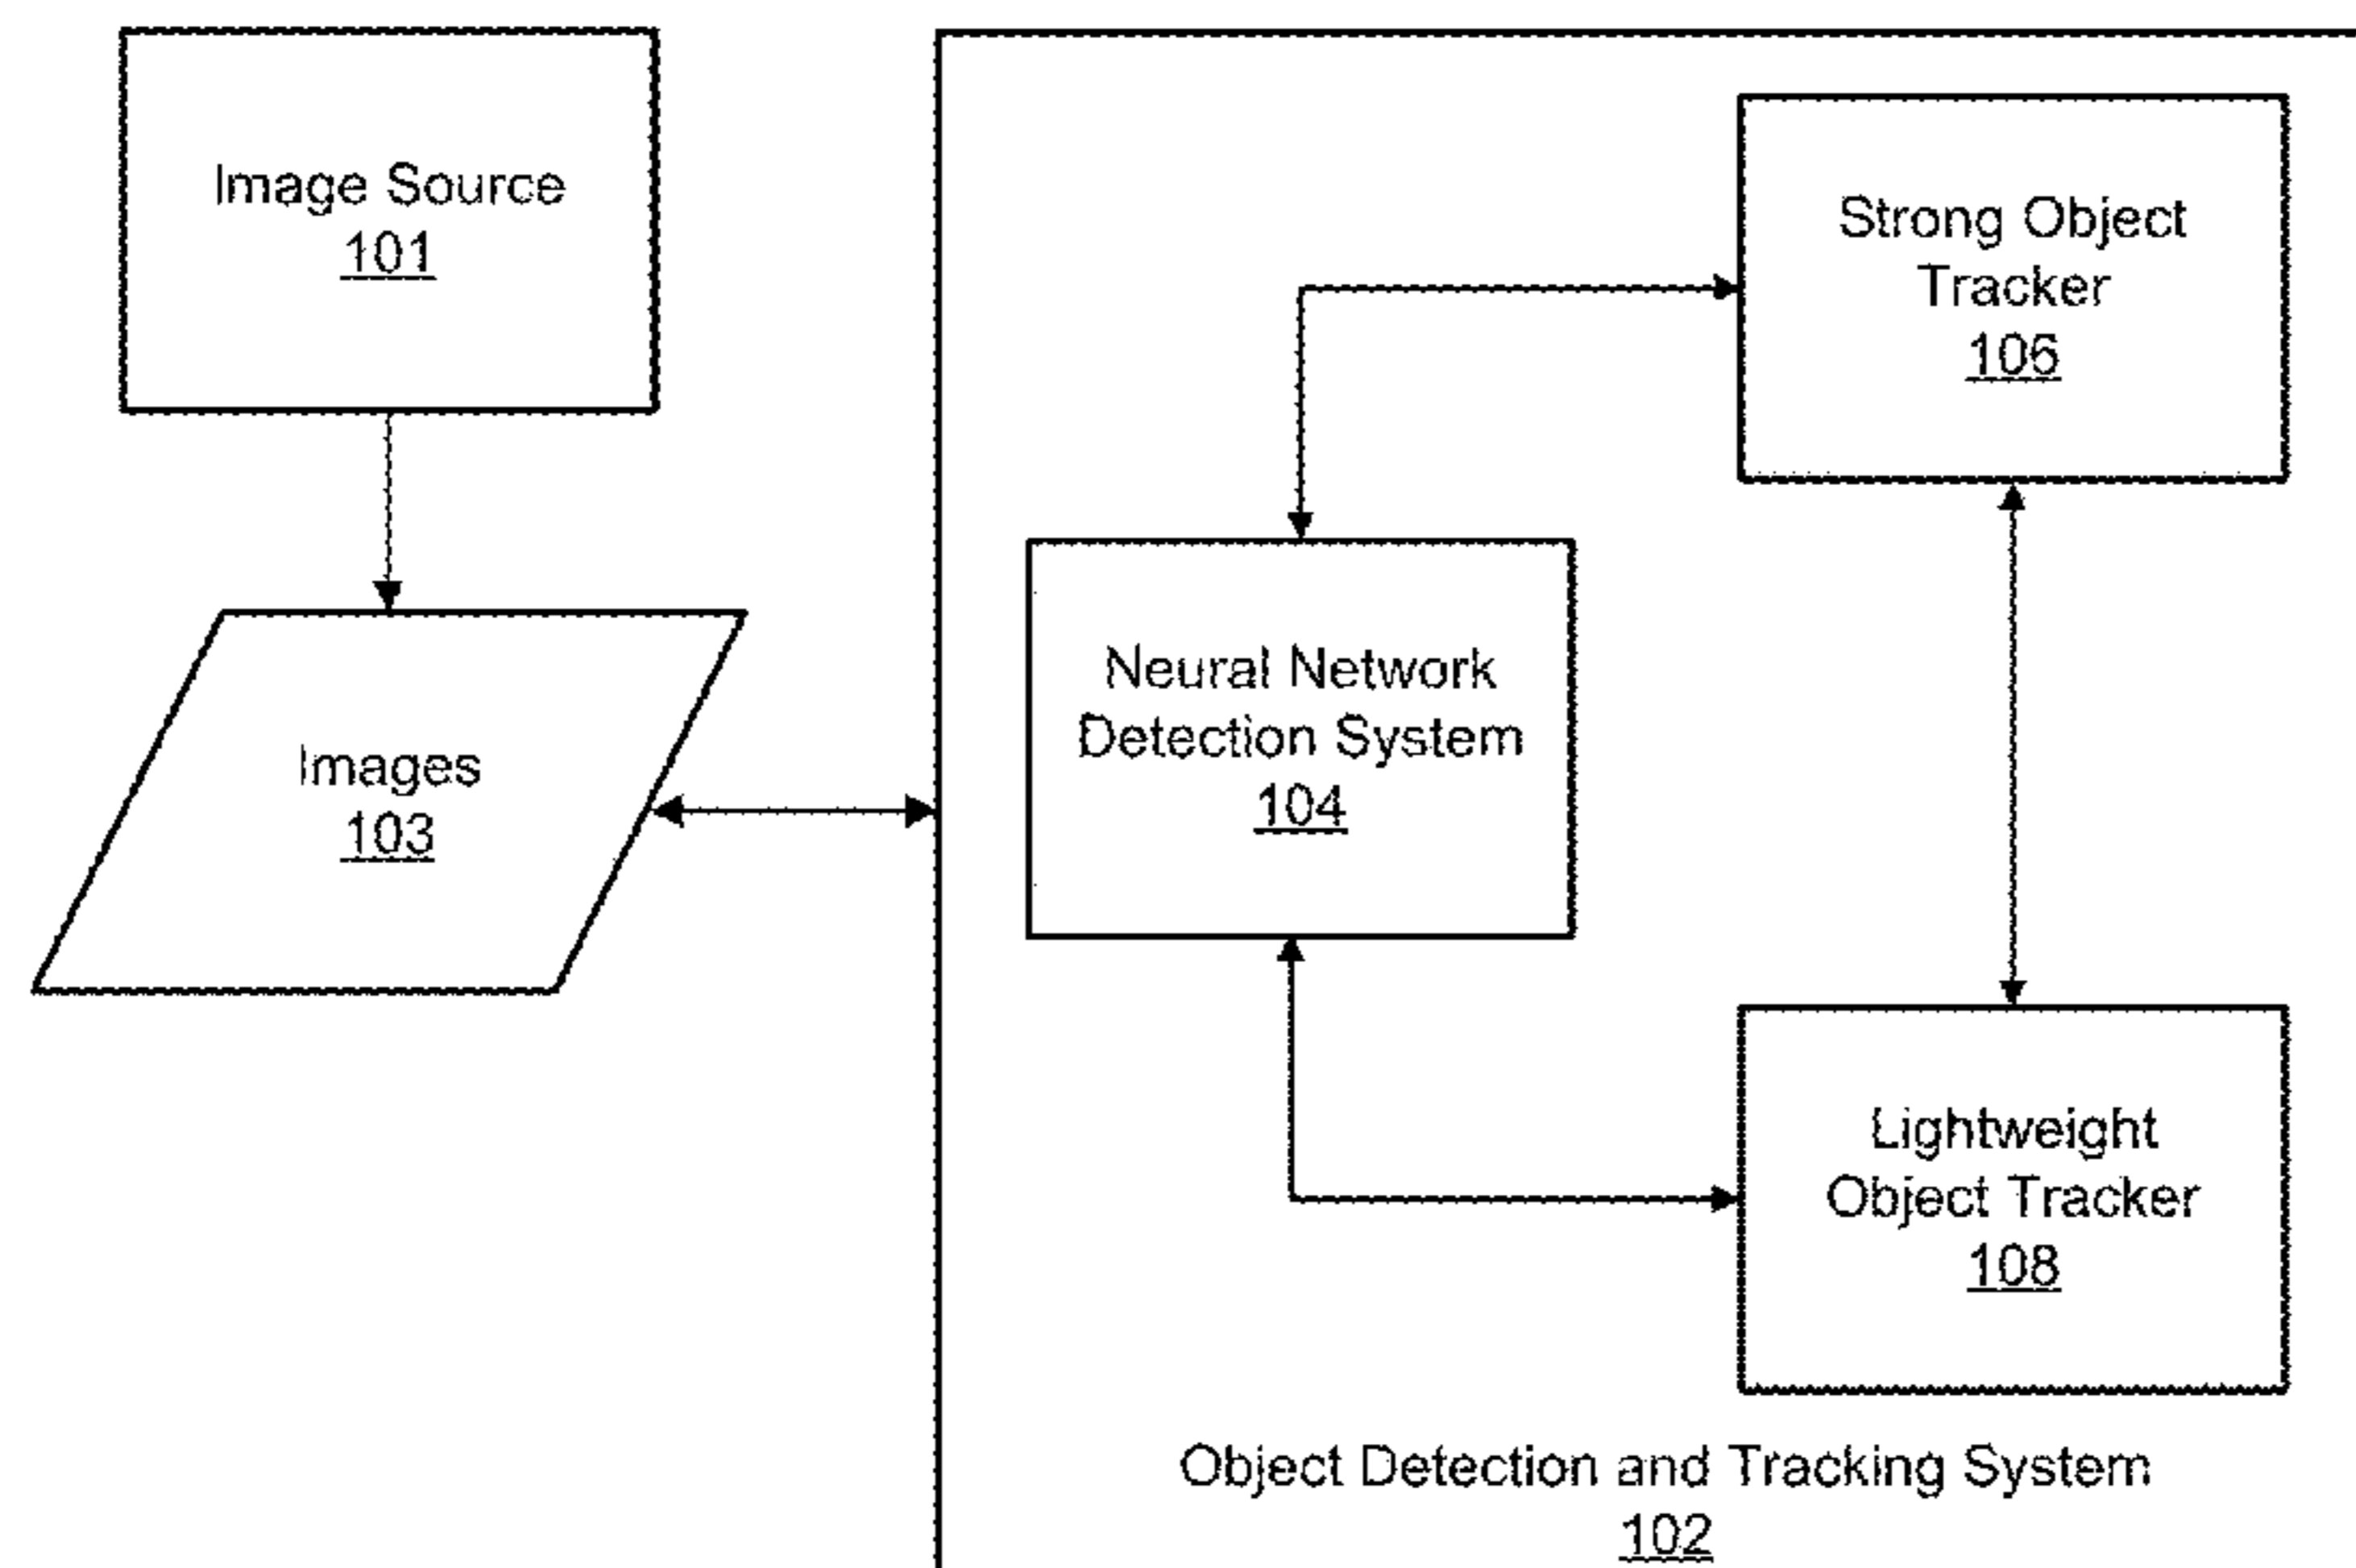 Image Source
101
Images
103
Strong Object
Tracker
106
Neural Network
Detection System
104
Lightweight
Object Tracker
108
Object Detection and Tracking System
102